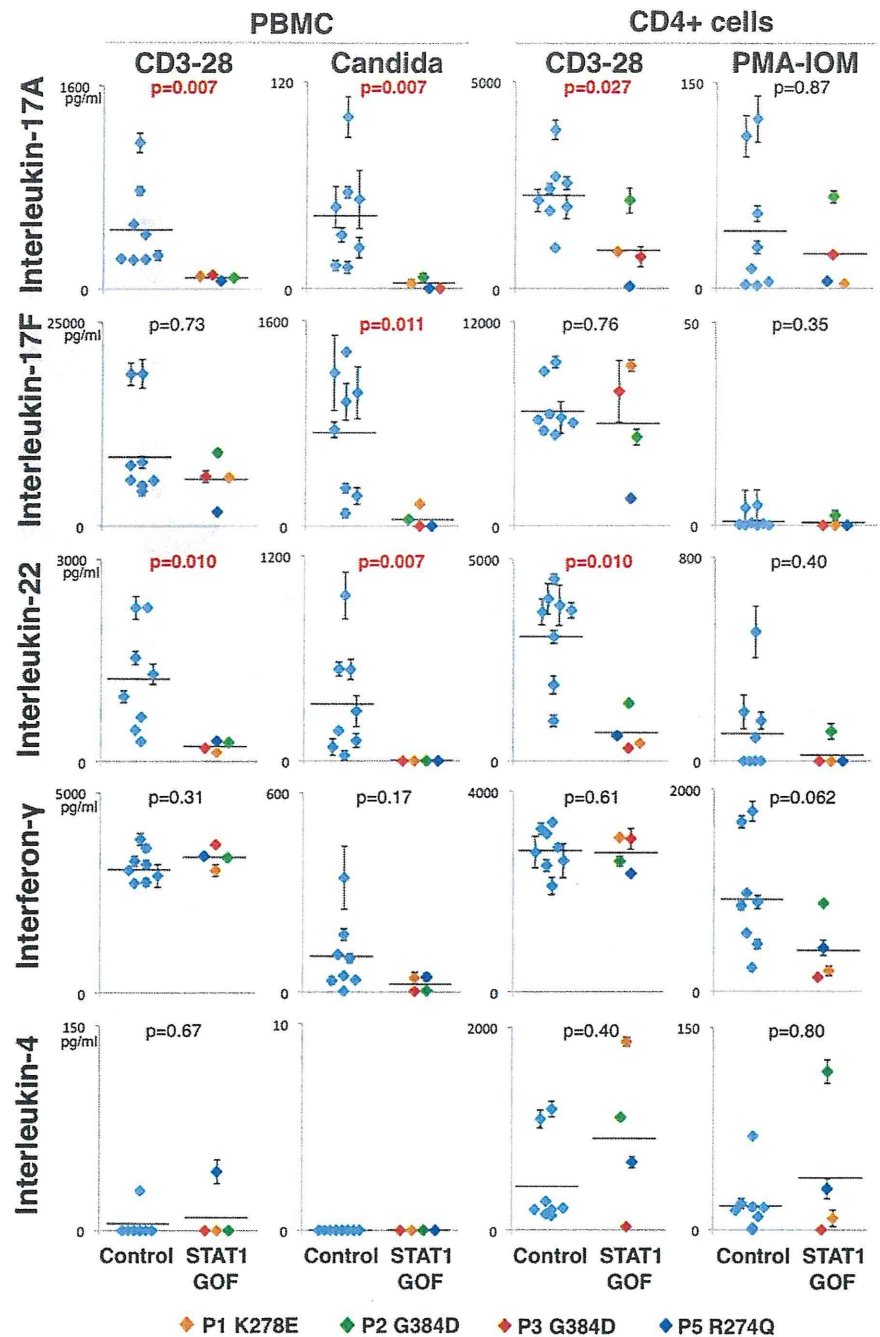 PBMC CD4+ cells
CD3-28 Candida CD3-28 PMA-IOM
Interleukin-17A
1600 pg/ml 0 p=0.007
120 0 p=0.007
5000 0 p=0.027
150 0 p=0.87
Interleukin-17F
25000 pg/ml 0 p=0.73
1600 0 p=0.011
12000 0 p=0.76
50 0 p=0.35
Interleukin-22
3000 pg/ml 0 p=0.010
1200 0 p=0.007
5000 0 p=0.010
800 0 p=0.40
Interferon-γ
5000 pg/ml 0 p=0.31
600 0 p=0.17
4000 0 p=0.61
2000 0 p=0.062
Interleukin-4
150 pg/ml 0 p=0.67
10 0
2000 0 p=0.40
150 0 p=0.80
Control STAT1 GOF Control STAT1 GOF Control STAT1 GOF Control STAT1 GOF
P1 K278E P2 G384D P3 G384D P5 R274Q